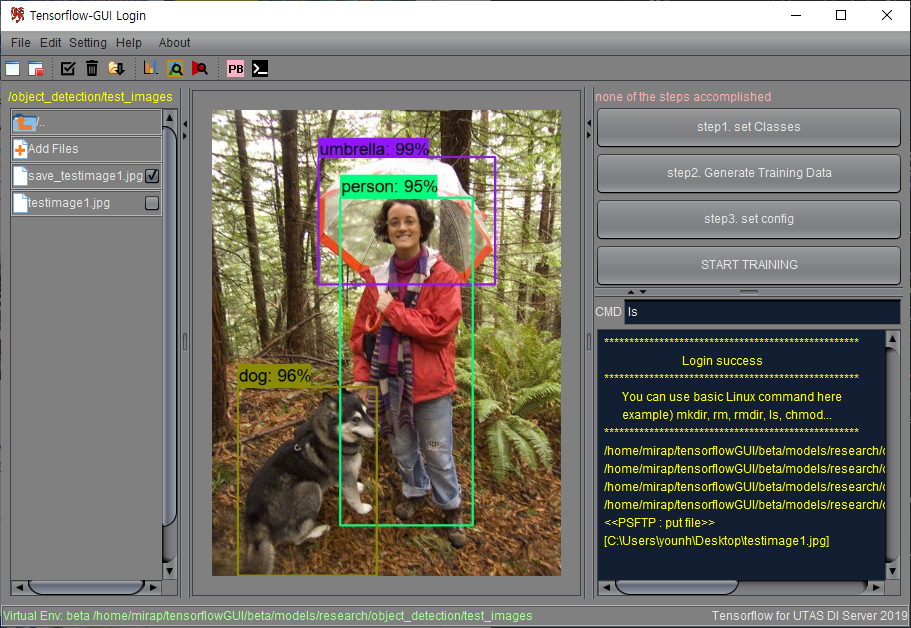 Tensorflow-GUI Login
File Edit Setting Help About
PB
/object_detection/test_images
/..
Add Files
save_testimage1.jpg
testimage1.jpg
umbrella: 99%
person: 95%
dog: 96%
none of the steps accomplished
step1. set Classes
step2. Generate Training Data
step3. set config
START TRAINING
CMD ls
***************************************************
Login success
***************************************************
You can use basic Linux command here
example) mkdir, rm, rmdir, ls, chmod...
***************************************************
/home/mirap/tensorflowGUI/beta/models/research/
/home/mirap/tensorflowGUI/beta/models/research/
/home/mirap/tensorflowGUI/beta/models/research/
/home/mirap/tensorflowGUI/beta/models/research/
<<PSFTP : put file>>
[C:\Users\younh\Desktop\testimage1.jpg]
Virtual Env: beta /home/mirap/tensorflowGUI/beta/models/research/object_detection/test_images
Tensorflow for UTAS DI Server 2019